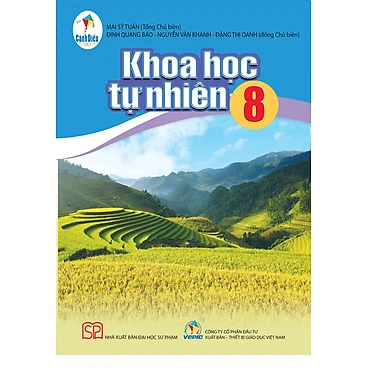 MAI SỸ TUẤN (Tổng Chủ biên)
ĐINH QUANG BÁO - NGUYỄN VĂN KHÁNH - ĐẶNG THỊ OANH (đồng Chủ biên)
Cánh Diều
Khoa học
tự nhiên 8
SP
NHÀ XUẤT BẢN ĐẠI HỌC SƯ PHẠM
VEPIC
CÔNG TY CỔ PHẦN ĐẦU TƯ
XUẤT BẢN - THIẾT BỊ GIÁO DỤC VIỆT NAM